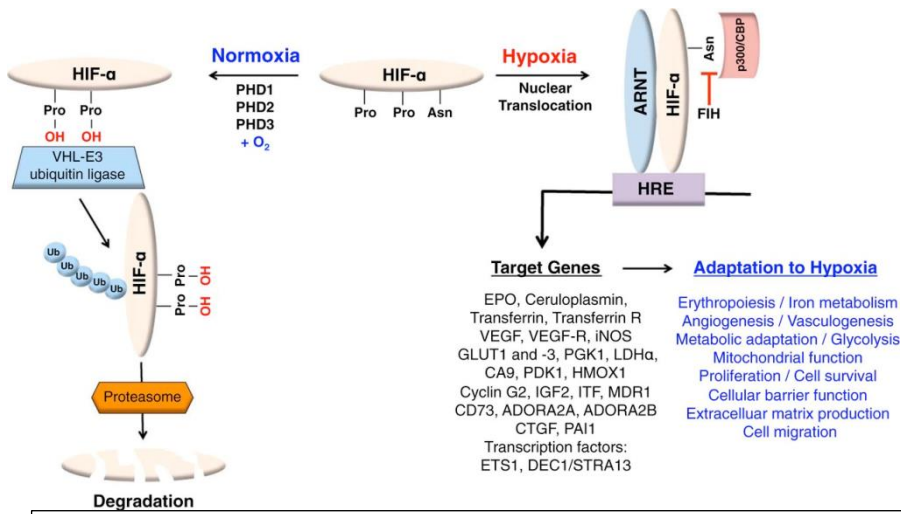 Normoxia
PHD1
PHD2
PHD3
+ O₂
HIF-α
Pro
Pro
OH
OH
VHL-E3
ubiquitin ligase
Ub
Ub
Ub
Ub
Ub
HIF-α
Pro
OH
Pro
OH
Proteasome
Degradation
HIF-α
Pro Pro Asn
Hypoxia
Nuclear
Translocation
ARNT
HIF-α
Asn
p300/CBP
FIH
HRE
Target Genes
EPO, Ceruloplasmin,
Transferrin, Transferrin R
VEGF, VEGF-R, iNOS
GLUT1 and -3, PGK1, LDHα,
CA9, PDK1, HMOX1
Cyclin G2, IGF2, ITF, MDR1
CD73, ADORA2A, ADORA2B
CTGF, PAI1
Transcription factors:
ETS1, DEC1/STRA13
Adaptation to Hypoxia
Erythropoiesis / Iron metabolism
Angiogenesis / Vasculogenesis
Metabolic adaptation / Glycolysis
Mitochondrial function
Proliferation / Cell survival
Cellular barrier function
Extracelluar matrix production
Cell migration